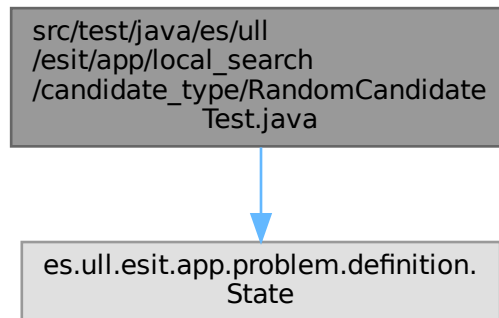 src/test/java/es/ull
/esit/app/local_search
/candidate_type/RandomCandidate
Test.java
es.ull.esit.app.problem.definition.
State